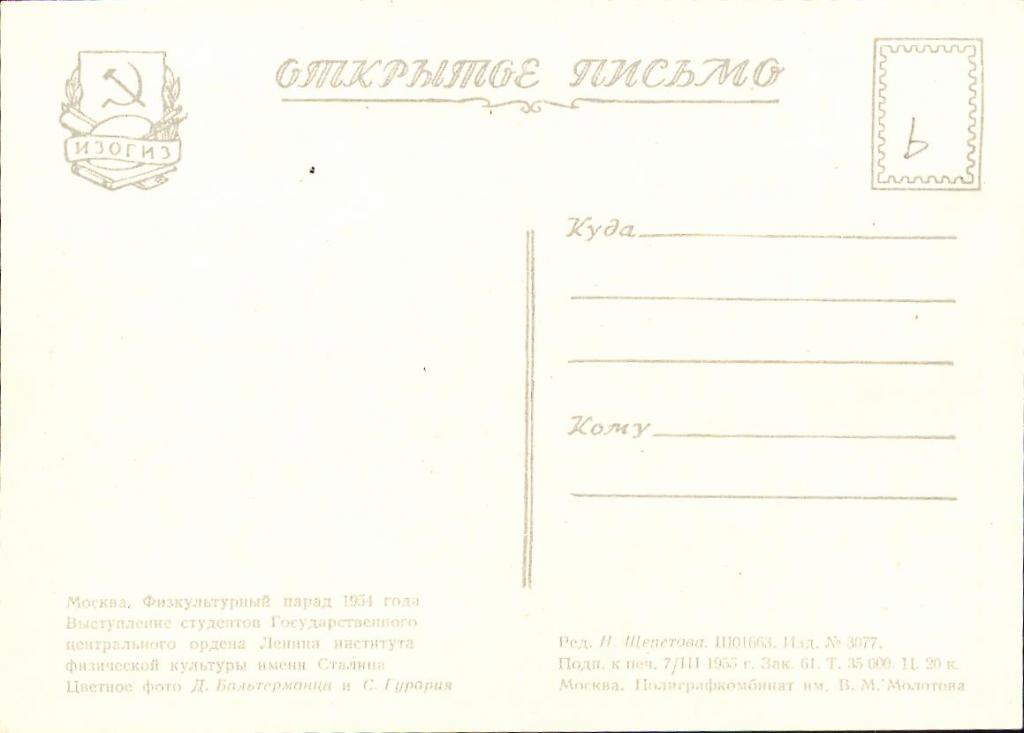 ИЗОГИЗ
ОТКРЫТОЕ ПИСЬМО
ь
Куда
Кому
Москва. Физкультурный парад 1954 года
Выступление студентов Государственного
центрального ордена Ленина института
физической культуры имени Сталина
Цветное фото Д. Бальтерманца и С. Гурария
Ред. Н. Щепетова. Ш01663. Изд. № 3077.
Подп. к печ. 7/III 1955 г. Зак. 61. Т. 35 000. Ц. 20 к.
Москва. Полиграфкомбинат им. В. М. Молотова